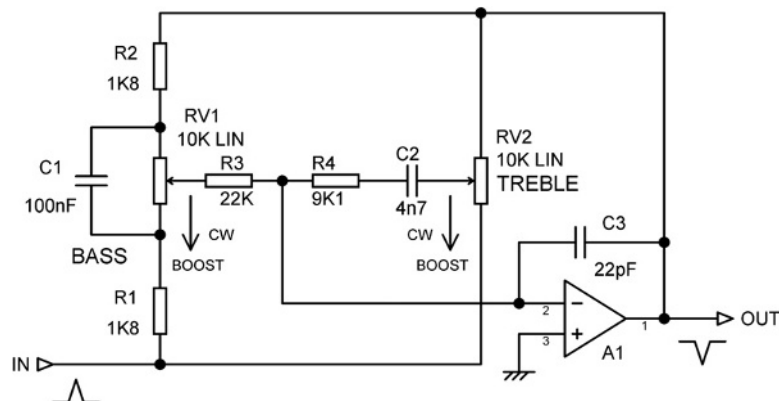 R2
1K8
RV1
10K LIN
C1
100nF
R3
22K
R4
9K1
C2
4n7
RV2
10K LIN
TREBLE
CW
BOOST
CW
BOOST
BASS
C3
22pF
R1
1K8
2
−
3
+
1
A1
OUT
IN